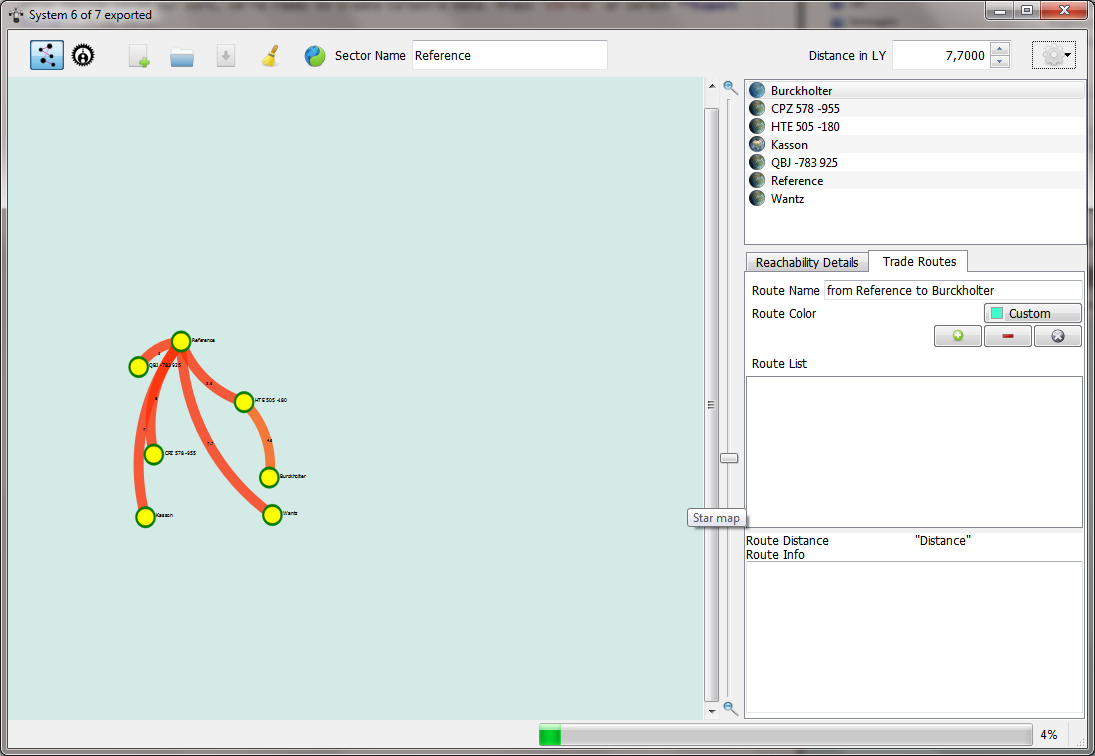 System 6 of 7 exported
Sector Name Reference
Distance in LY 7,7000
Burckholter
CPZ 578 -955
HTE 505 -180
Kasson
QBJ -783 925
Reference
Wantz
Reachability Details Trade Routes
Route Name from Reference to Burckholter
Route Color Custom
Route List
Reference
QBJ -783 925
HTE 505 -180
CPZ 578 -955
Burckholter
Kasson
Wantz
Star map
Route Distance "Distance"
Route Info
4%